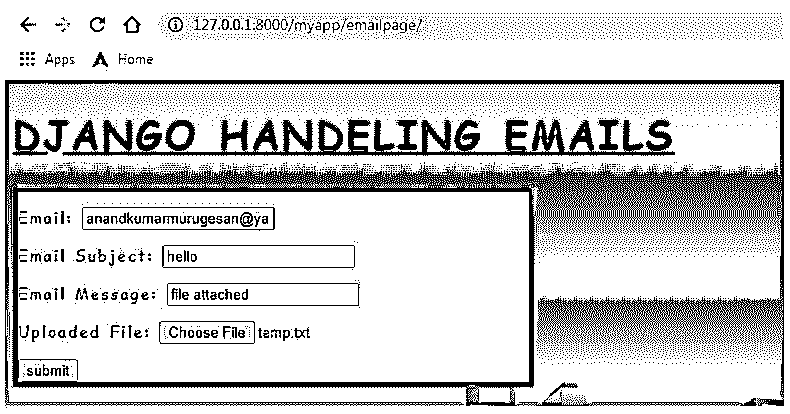 127.0.0.1:8000/myapp/emailpage/
Apps Home
DJANGO HANDELING EMAILS
Email: anandkumarmurugesan@ya
Email Subject: hello
Email Message: file attached
Uploaded File: Choose File temp.txt
submit